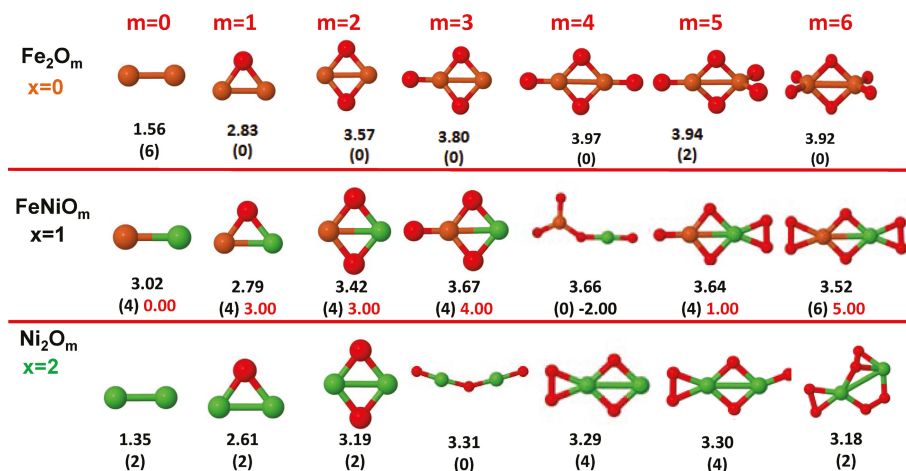 m=0 m=1 m=2 m=3 m=4 m=5 m=6
Fe₂Oₘ
x=0
1.56 2.83 3.57 3.80 3.97 3.94 3.92
(6) (0) (0) (0) (0) (2) (0)
FeNiOₘ
x=1
3.02 2.79 3.42 3.67 3.66 3.64 3.52
(4) 0.00 (4) 3.00 (4) 3.00 (4) 4.00 (0) -2.00 (4) 1.00 (6) 5.00
Ni₂Oₘ
x=2
1.35 2.61 3.19 3.31 3.29 3.30 3.18
(2) (2) (2) (0) (4) (4) (2)